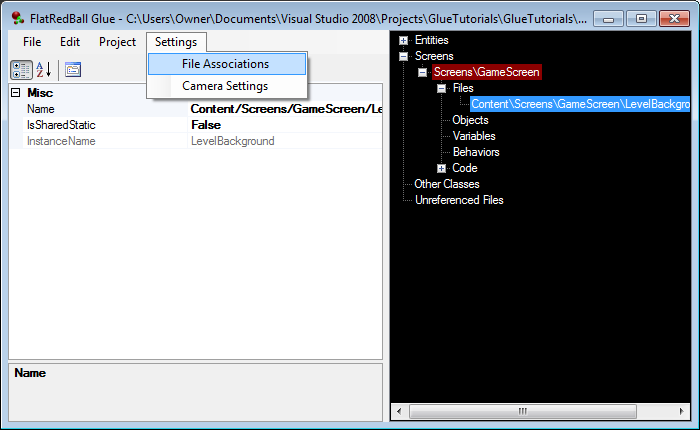 FlatRedBall Glue - C:\Users\Owner\Documents\Visual Studio 2008\Projects\GlueTutorials\GlueTutorials\...
File Edit Project Settings
File Associations
Camera Settings
Misc
Name Content/Screens/GameScreen/Le
IsSharedStatic False
InstanceName LevelBackground
Name
Entities
Screens
Screens\GameScreen
Files
Content\Screens\GameScreen\LevelBackgro
Objects
Variables
Behaviors
Code
Other Classes
Unreferenced Files